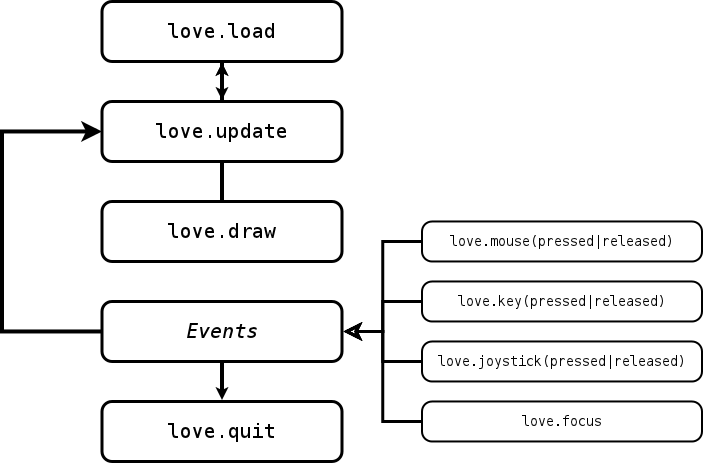 love.load
love.update
love.draw
love.mouse(pressed|released)
love.key(pressed|released)
Events
love.joystick(pressed|released)
love.focus
love.quit